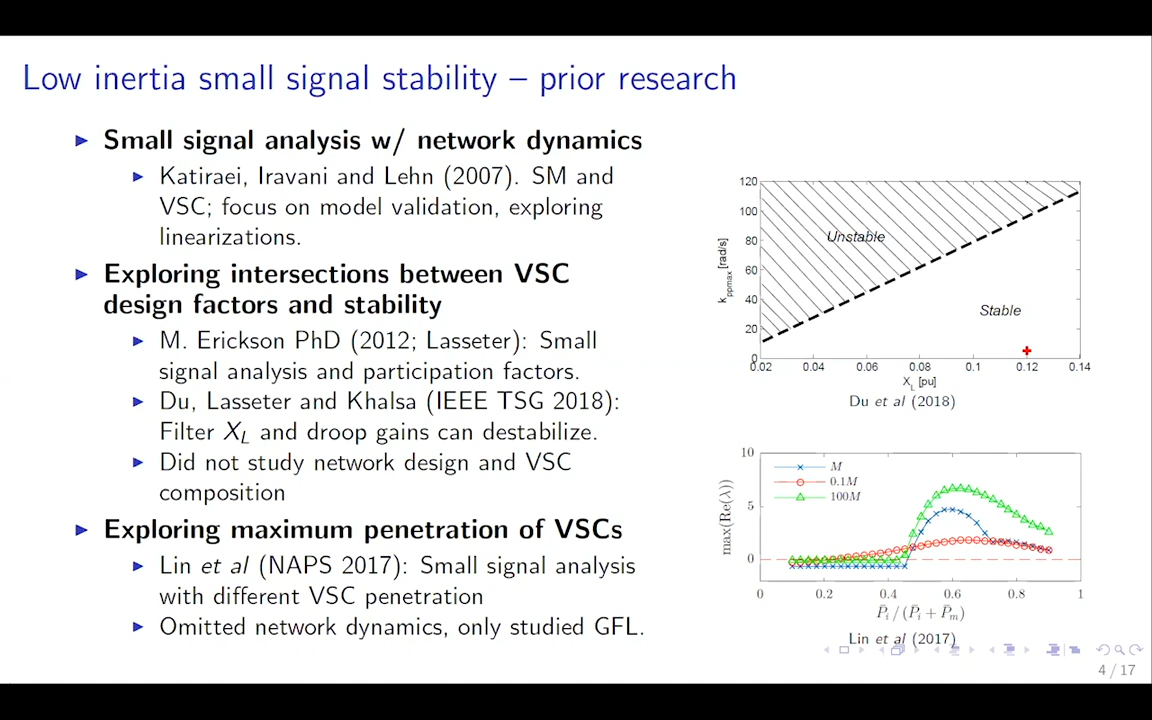 Low inertia small signal stability – prior research
Small signal analysis w/ network dynamics
Katiraei, Iravani and Lehn (2007). SM and
VSC; focus on model validation, exploring
linearizations.
Exploring intersections between VSC
design factors and stability
M. Erickson PhD (2012; Lasseter): Small
signal analysis and participation factors.
Du, Lasseter and Khalsa (IEEE TSG 2018):
Filter X_L and droop gains can destabilize.
Did not study network design and VSC
composition
Exploring maximum penetration of VSCs
Lin et al (NAPS 2017): Small signal analysis
with different VSC penetration
Omitted network dynamics, only studied GFL.
120
100
80
60
40
20
0
k_ppmax [rad/s]
Unstable
Stable
0.02 0.04 0.06 0.08 0.1 0.12 0.14
X_L [pu]
Du et al (2018)
10
5
0
max(Re(λ))
M
0.1M
100M
0 0.2 0.4 0.6 0.8 1
P̄_i/(P̄_i + P̄_m)
Lin et al (2017)
4 / 17